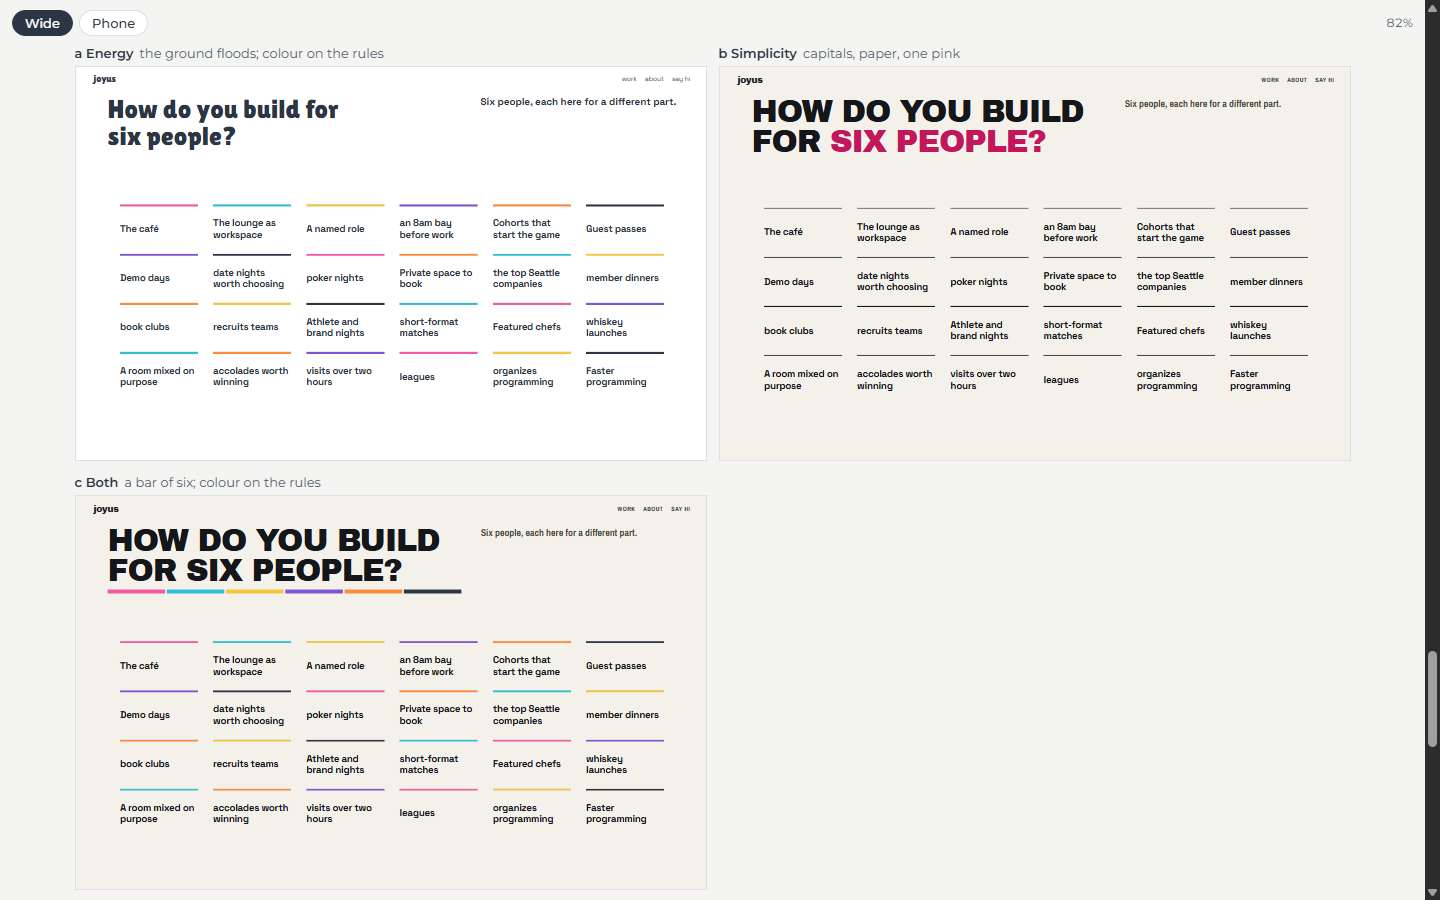 Wide
Phone
82%
a Energy the ground floods; colour on the rules
joyus
work about say hi
How do you build for
six people?
Six people, each here for a different part.
The café
The lounge as
workspace
A named role
an 8am bay
before work
Cohorts that
start the game
Guest passes
Demo days
date nights
worth choosing
poker nights
Private space to
book
the top Seattle
companies
member dinners
book clubs
recruits teams
Athlete and
brand nights
short-format
matches
Featured chefs
whiskey
launches
A room mixed on
purpose
accolades worth
winning
visits over two
hours
leagues
organizes
programming
Faster
programming
b Simplicity capitals, paper, one pink
joyus
WORK ABOUT SAY HI
HOW DO YOU BUILD
FOR SIX PEOPLE?
Six people, each here for a different part.
The café
The lounge as
workspace
A named role
an 8am bay
before work
Cohorts that
start the game
Guest passes
Demo days
date nights
worth choosing
poker nights
Private space to
book
the top Seattle
companies
member dinners
book clubs
recruits teams
Athlete and
brand nights
short-format
matches
Featured chefs
whiskey
launches
A room mixed on
purpose
accolades worth
winning
visits over two
hours
leagues
organizes
programming
Faster
programming
c Both a bar of six; colour on the rules
joyus
WORK ABOUT SAY HI
HOW DO YOU BUILD
FOR SIX PEOPLE?
Six people, each here for a different part.
The café
The lounge as
workspace
A named role
an 8am bay
before work
Cohorts that
start the game
Guest passes
Demo days
date nights
worth choosing
poker nights
Private space to
book
the top Seattle
companies
member dinners
book clubs
recruits teams
Athlete and
brand nights
short-format
matches
Featured chefs
whiskey
launches
A room mixed on
purpose
accolades worth
winning
visits over two
hours
leagues
organizes
programming
Faster
programming